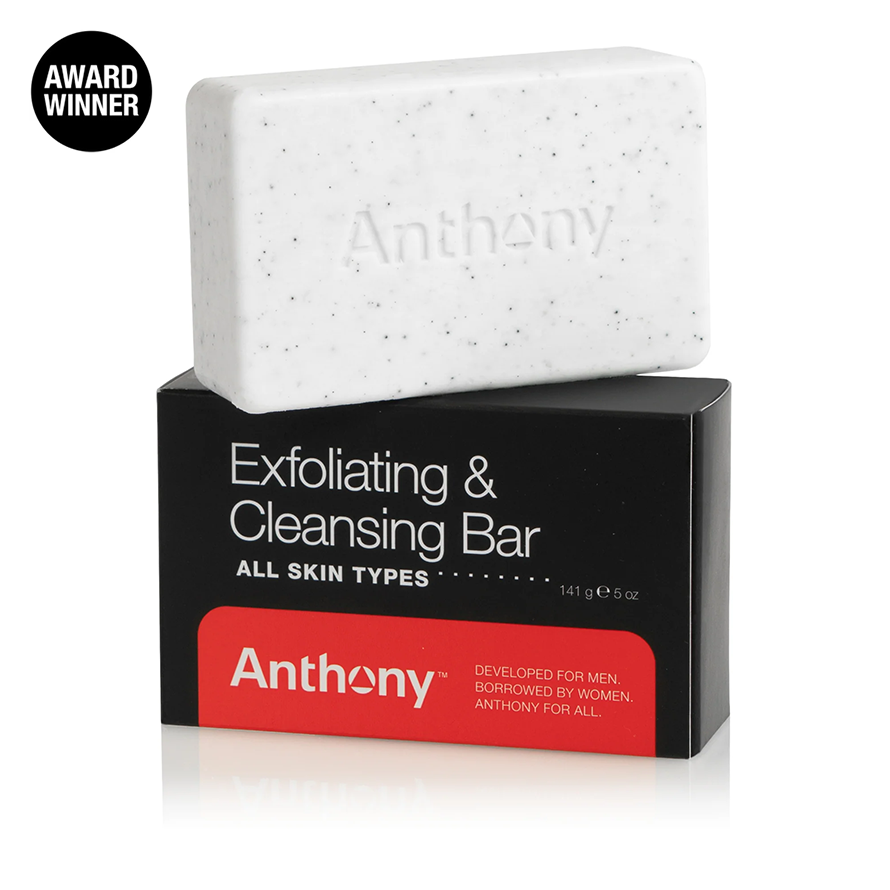 AWARD
WINNER
Anthony
Exfoliating &
Cleansing Bar
ALL SKIN TYPES ········
141 g ℮ 5 oz
Anthony™
DEVELOPED FOR MEN.
BORROWED BY WOMEN.
ANTHONY FOR ALL.